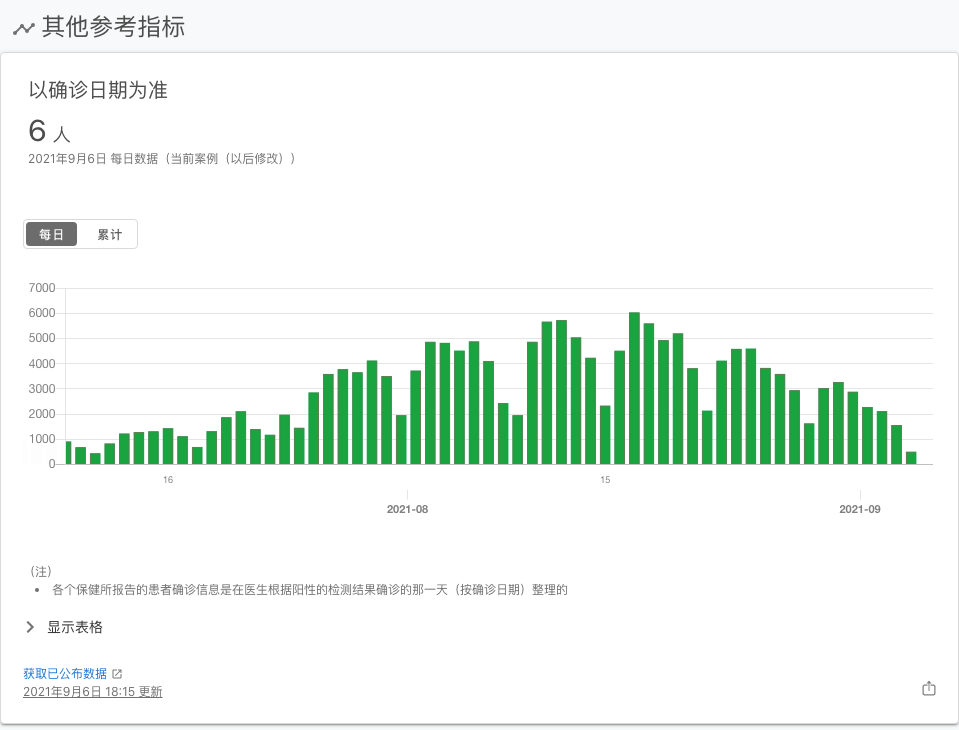 其他参考指标
以确诊日期为准
6 人
2021年9月6日 每日数据（当前案例（以后修改））
每日 累计
7000
6000
5000
4000
3000
2000
1000
0
16 15
2021-08 2021-09
（注）
• 各个保健所报告的患者确诊信息是在医生根据阳性的检测结果确诊的那一天（按确诊日期）整理的
显示表格
获取已公布数据
2021年9月6日 18:15 更新